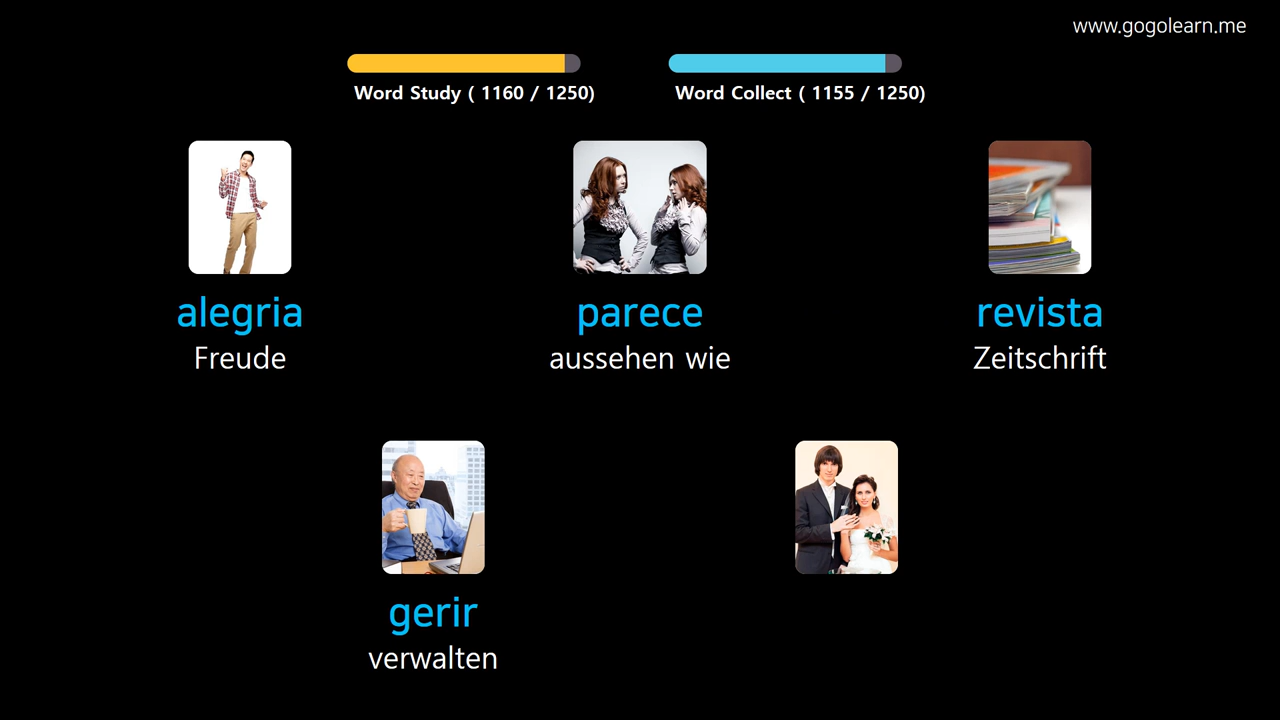 www.gogolearn.me
Word Study ( 1160 / 1250)
Word Collect ( 1155 / 1250)
alegria
Freude
parece
aussehen wie
revista
Zeitschrift
gerir
verwalten